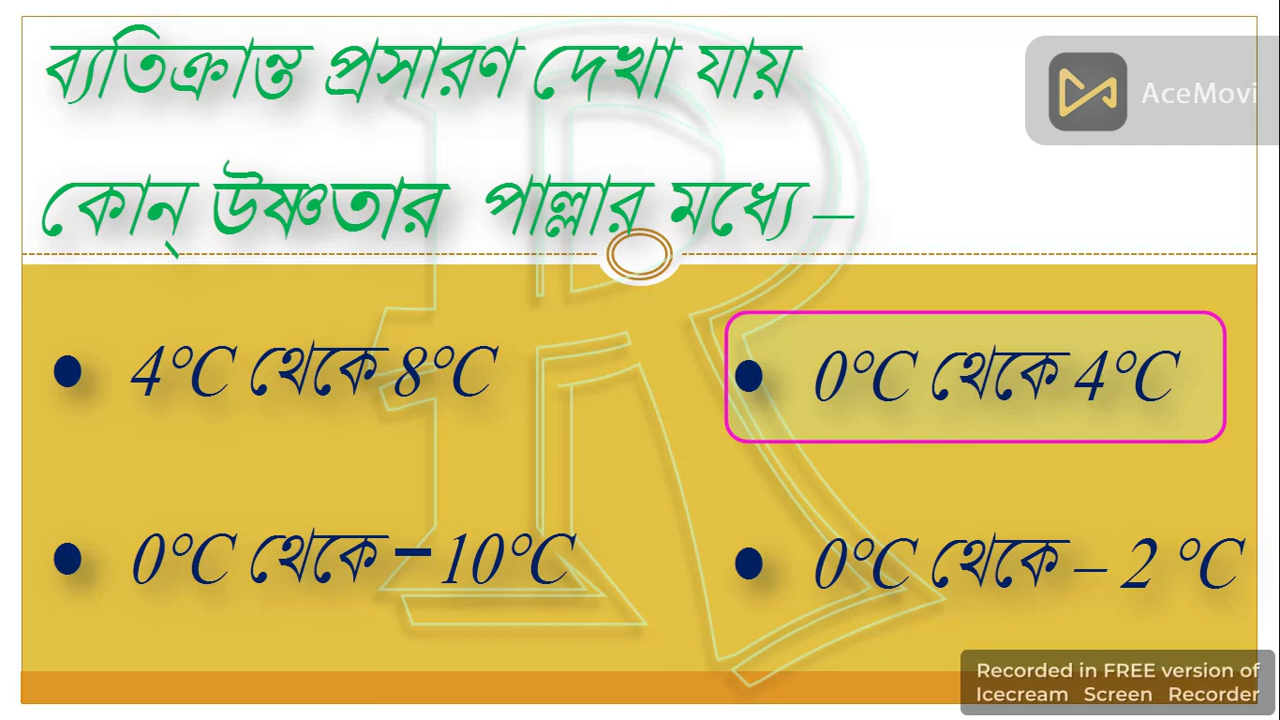 ব্যতিক্রান্ত প্রসারণ দেখা যায়
AceMovi
কোন্ উষ্ণতার পাল্লার মধ্যে –
• 4°C থেকে 8°C
• 0°C থেকে 4°C
• 0°C থেকে –10°C
• 0°C থেকে – 2 °C
Recorded in FREE version of
Icecream Screen Recorder